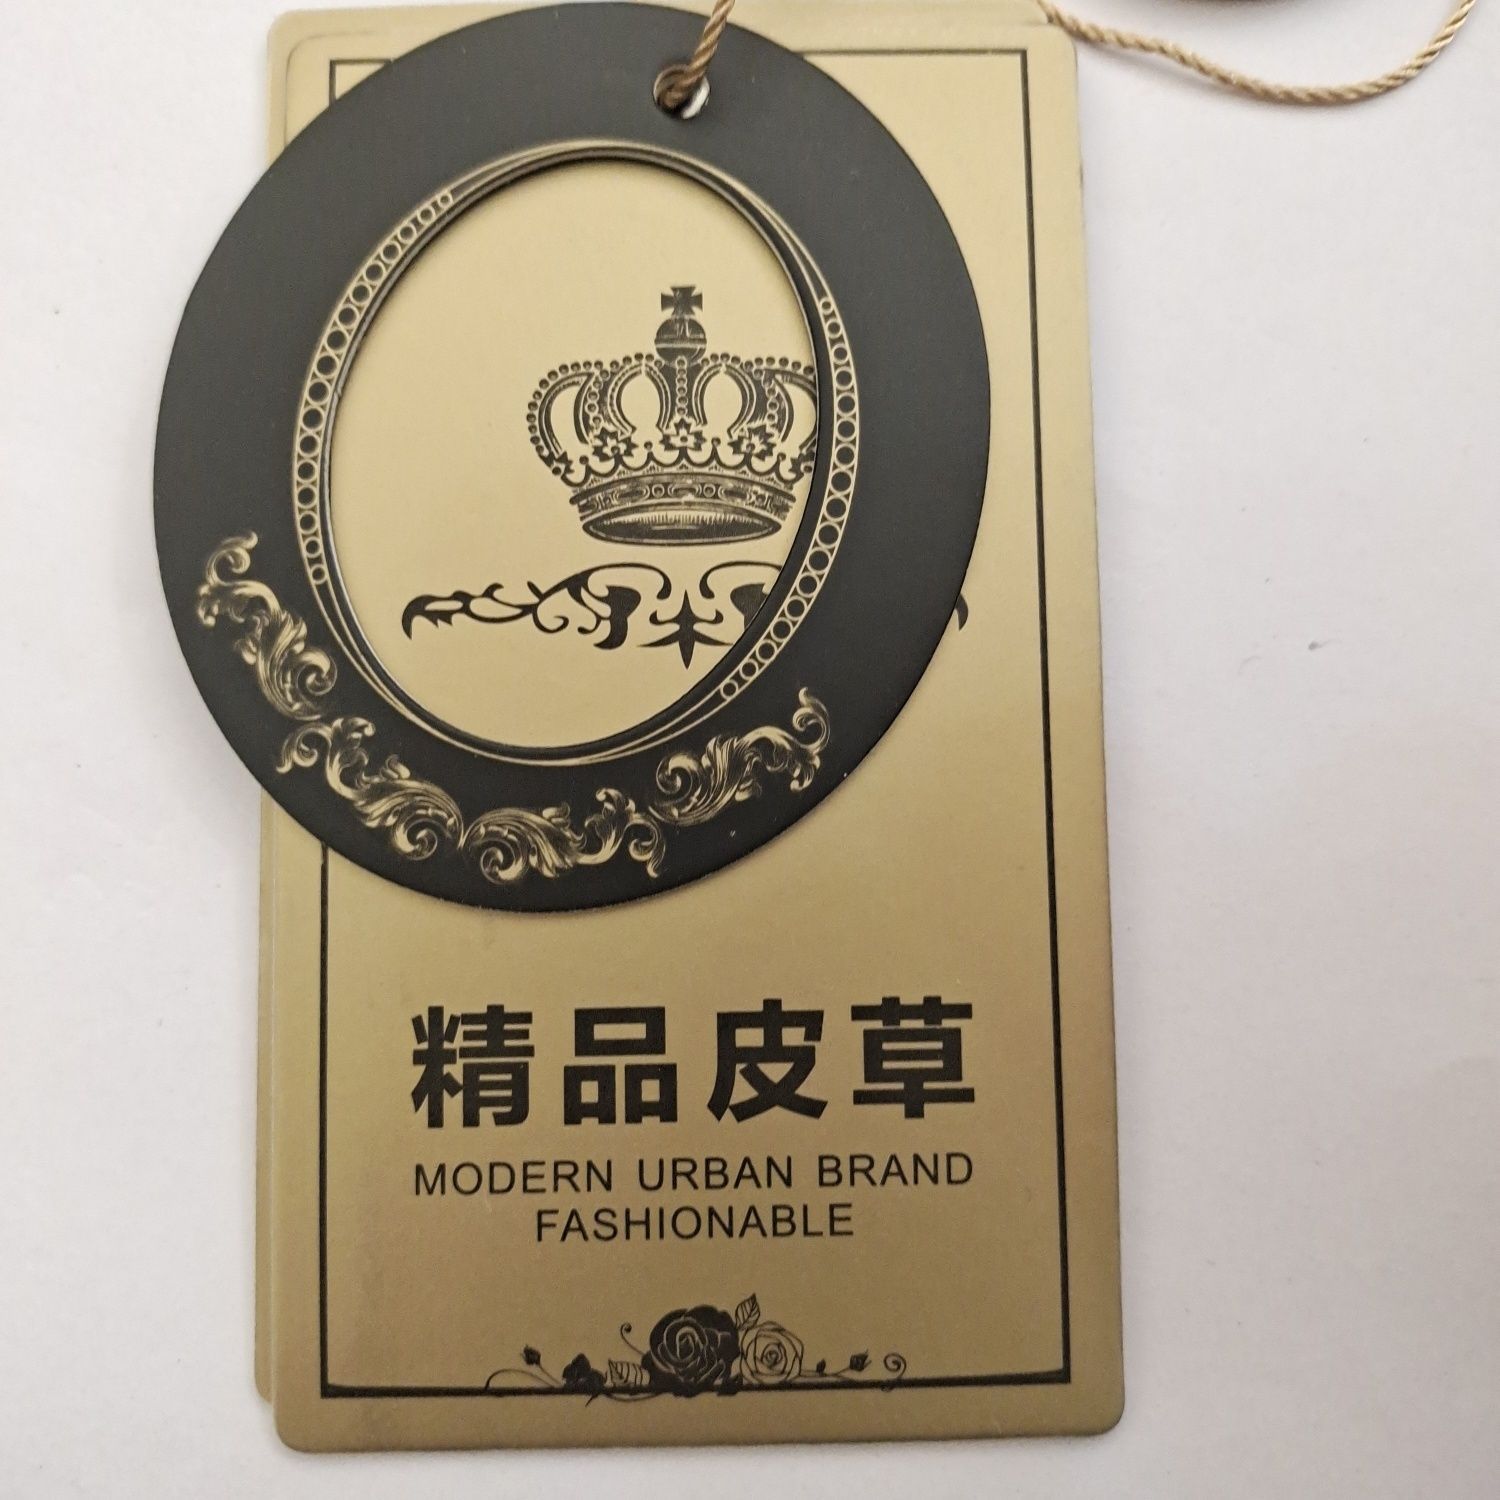 精品皮草
MODERN URBAN BRAND
FASHIONABLE